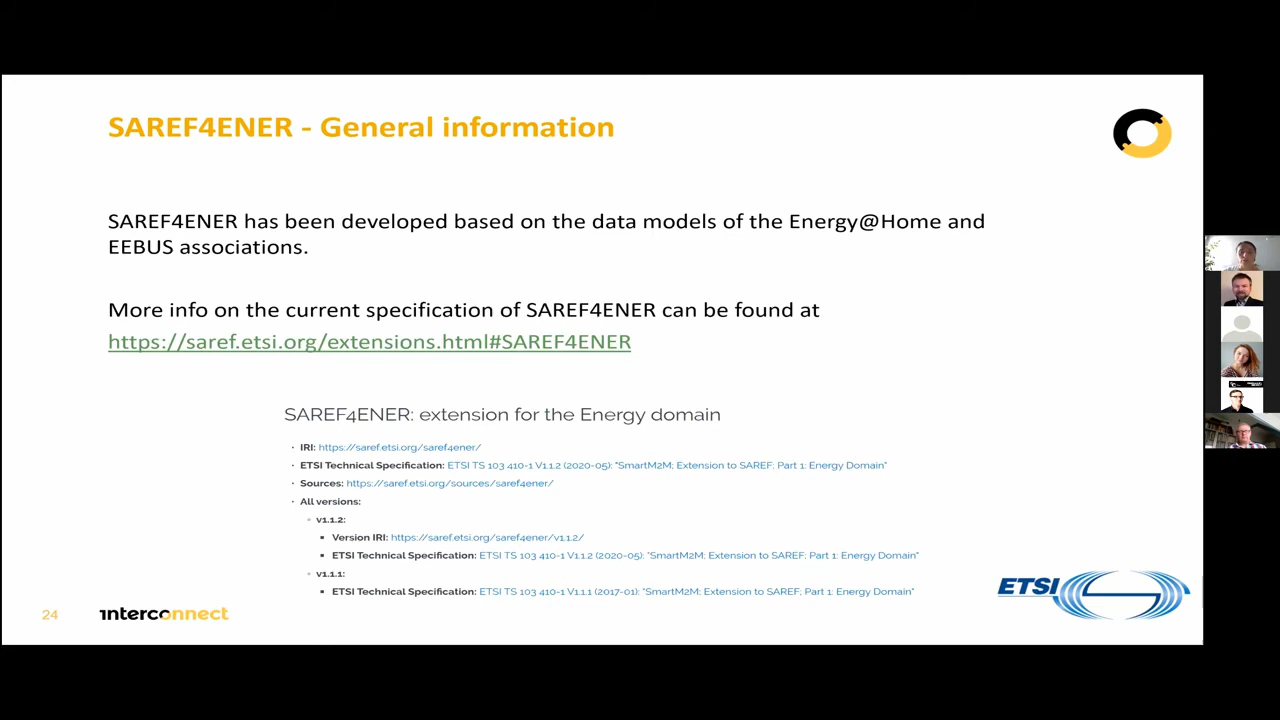 SAREF4ENER - General information
SAREF4ENER has been developed based on the data models of the Energy@Home and
EEBUS associations.
More info on the current specification of SAREF4ENER can be found at
https://saref.etsi.org/extensions.html#SAREF4ENER
SAREF4ENER: extension for the Energy domain
· IRI: https://saref.etsi.org/saref4ener/
· ETSI Technical Specification: ETSI TS 103 410-1 V1.1.2 (2020-05): "SmartM2M; Extension to SAREF; Part 1: Energy Domain"
· Sources: https://saref.etsi.org/sources/saref4ener/
· All versions:
◦ v1.1.2:
▪ Version IRI: https://saref.etsi.org/saref4ener/v1.1.2/
▪ ETSI Technical Specification: ETSI TS 103 410-1 V1.1.2 (2020-05): "SmartM2M; Extension to SAREF; Part 1: Energy Domain"
◦ v1.1.1:
▪ ETSI Technical Specification: ETSI TS 103 410-1 V1.1.1 (2017-01): "SmartM2M; Extension to SAREF; Part 1: Energy Domain"
ETSI
24
interconnect